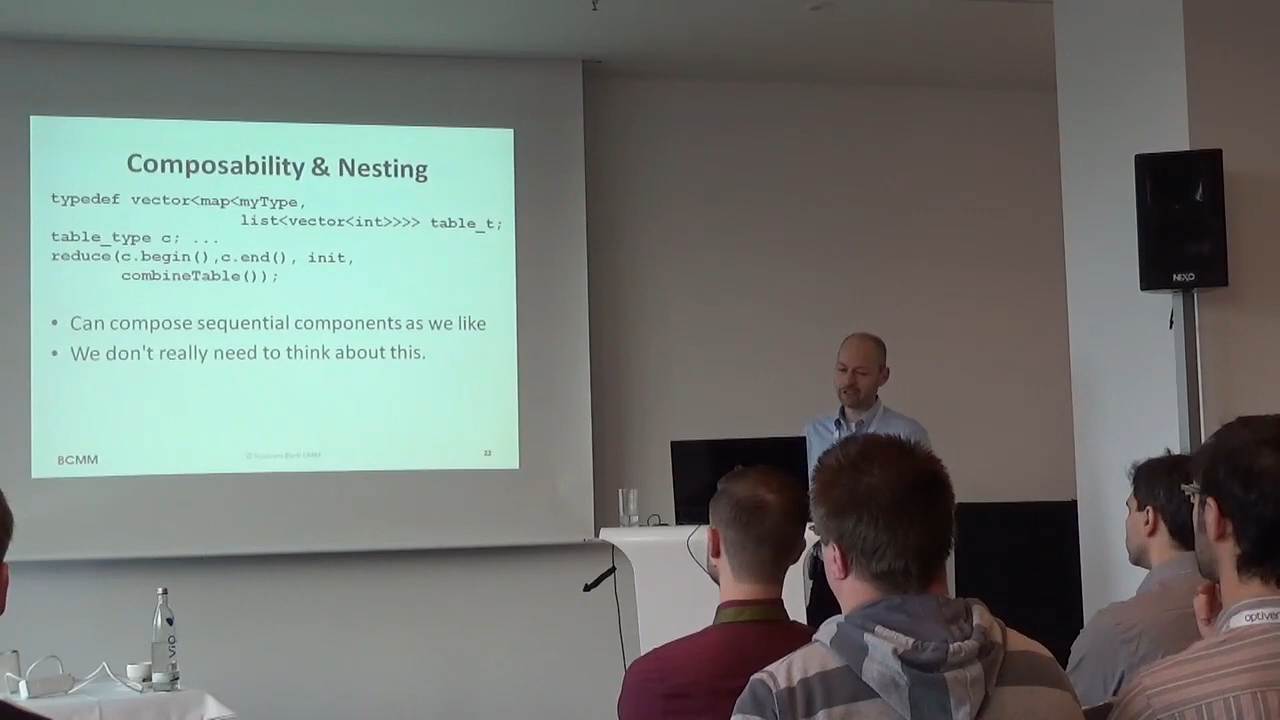 Composability & Nesting
typedef vector<map<myType,
list<vector<int>>>> table_t;
table_type c; ...
reduce(c.begin(),c.end(), init,
combineTable());
• Can compose sequential components as we like
• We don't really need to think about this.
BCMM
22
NEXO
optiver